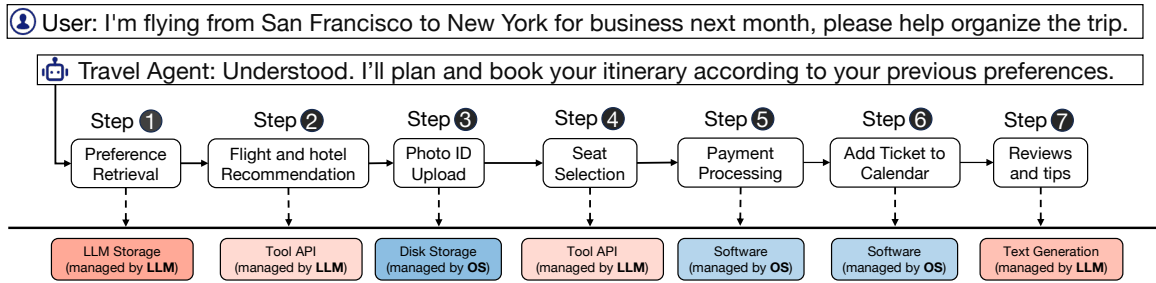 User: I'm flying from San Francisco to New York for business next month, please help organize the trip.
Travel Agent: Understood. I'll plan and book your itinerary according to your previous preferences.
Step 1
Step 2
Step 3
Step 4
Step 5
Step 6
Step 7
Preference
Retrieval
Flight and hotel
Recommendation
Photo ID
Upload
Seat
Selection
Payment
Processing
Add Ticket to
Calendar
Reviews
and tips
LLM Storage
(managed by LLM)
Tool API
(managed by LLM)
Disk Storage
(managed by OS)
Tool API
(managed by LLM)
Software
(managed by OS)
Software
(managed by OS)
Text Generation
(managed by LLM)